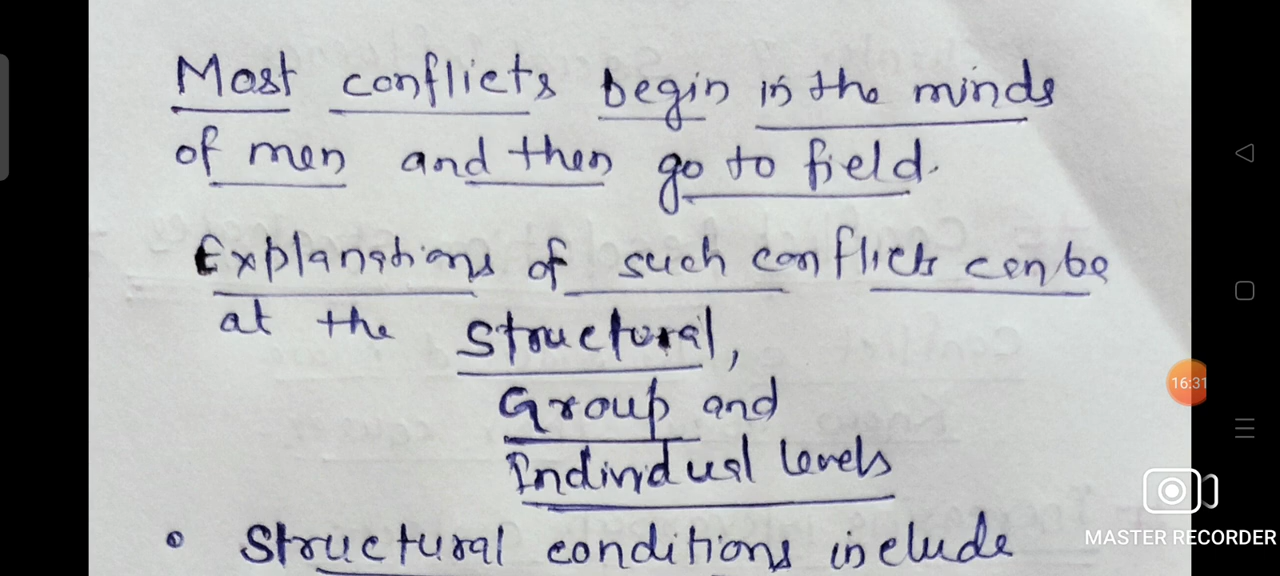 Most conflicts begin in the minds
of men and then go to field.
Explanations of such conflicts can be
at the Structural,
Group and
Individual levels
• Structural conditions include
16:31
MASTER RECORDER